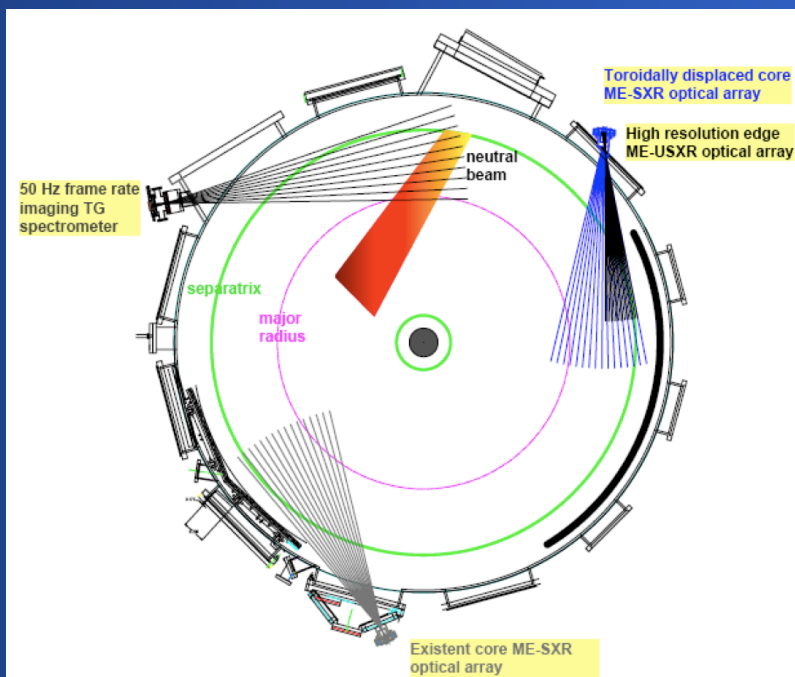 Toroidally displaced core
ME-SXR optical array
High resolution edge
ME-USXR optical array
neutral
beam
50 Hz frame rate
imaging TG
spectrometer
separatrix
major
radius
Existent core ME-SXR
optical array